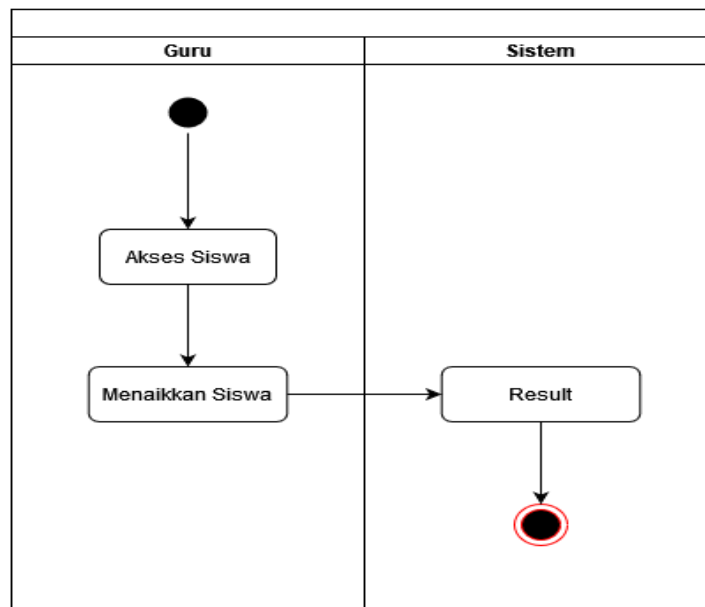 Guru
Sistem
Akses Siswa
Menaikkan Siswa
Result